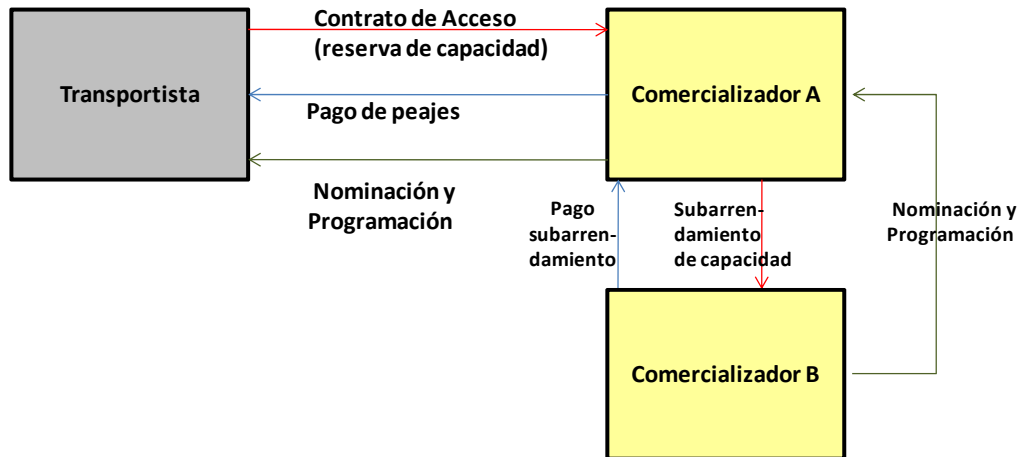 Contrato de Acceso
(reserva de capacidad)
Transportista
Comercializador A
Pago de peajes
Nominación y
Programación
Pago
subarren-
damiento
Subarren-
damiento
de capacidad
Nominación y
Programación
Comercializador B